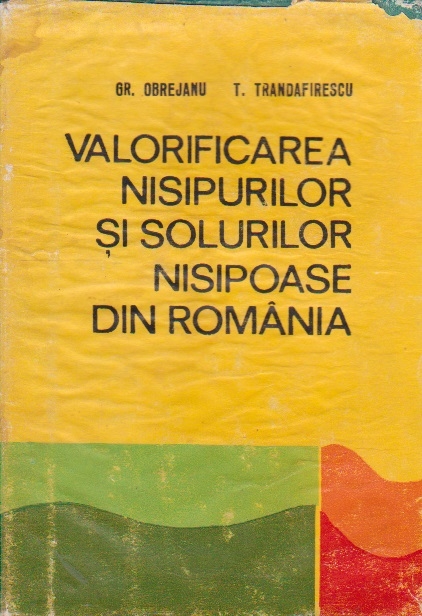 GR. OBREJANU T. TRANDAFIRESCU
VALORIFICAREA
NISIPURILOR
ȘI SOLURILOR
NISIPOASE
DIN ROMÂNIA